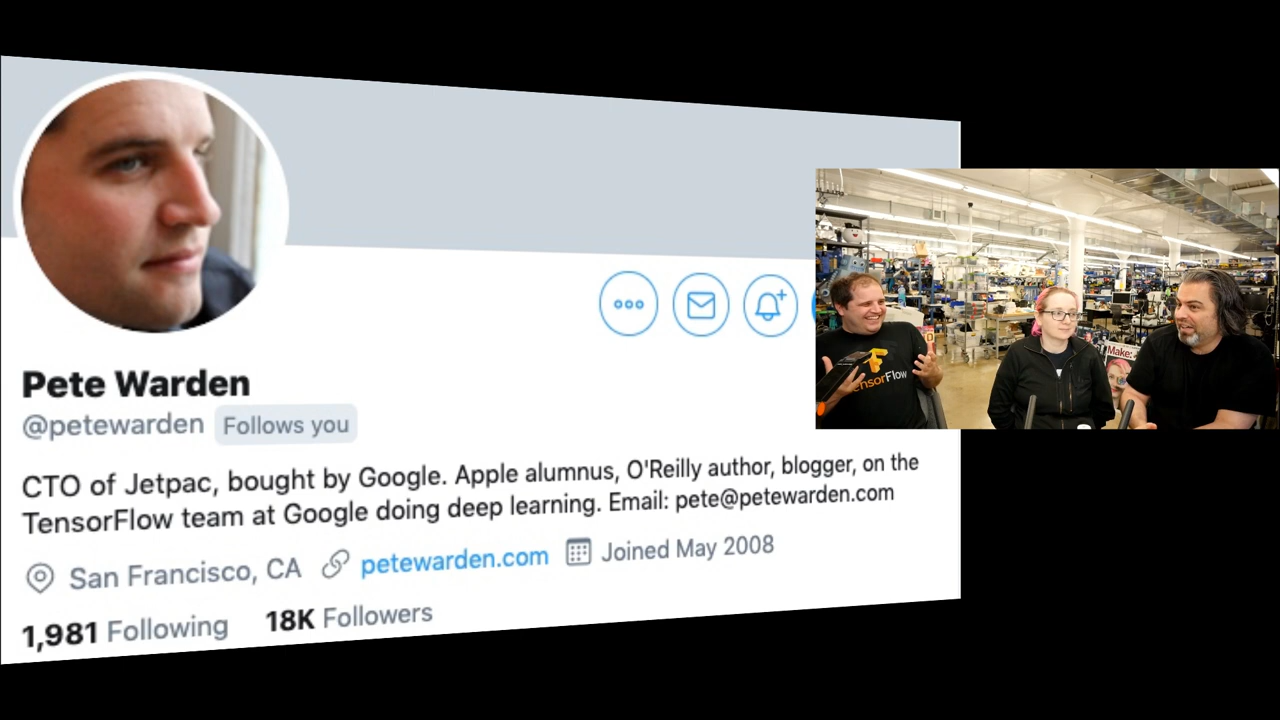 Pete Warden
@petewarden Follows you
CTO of Jetpac, bought by Google. Apple alumnus, O'Reilly author, blogger, on the
TensorFlow team at Google doing deep learning. Email: pete@petewarden.com
San Francisco, CA petewarden.com Joined May 2008
1,981 Following 18K Followers
TensorFlow
Make: